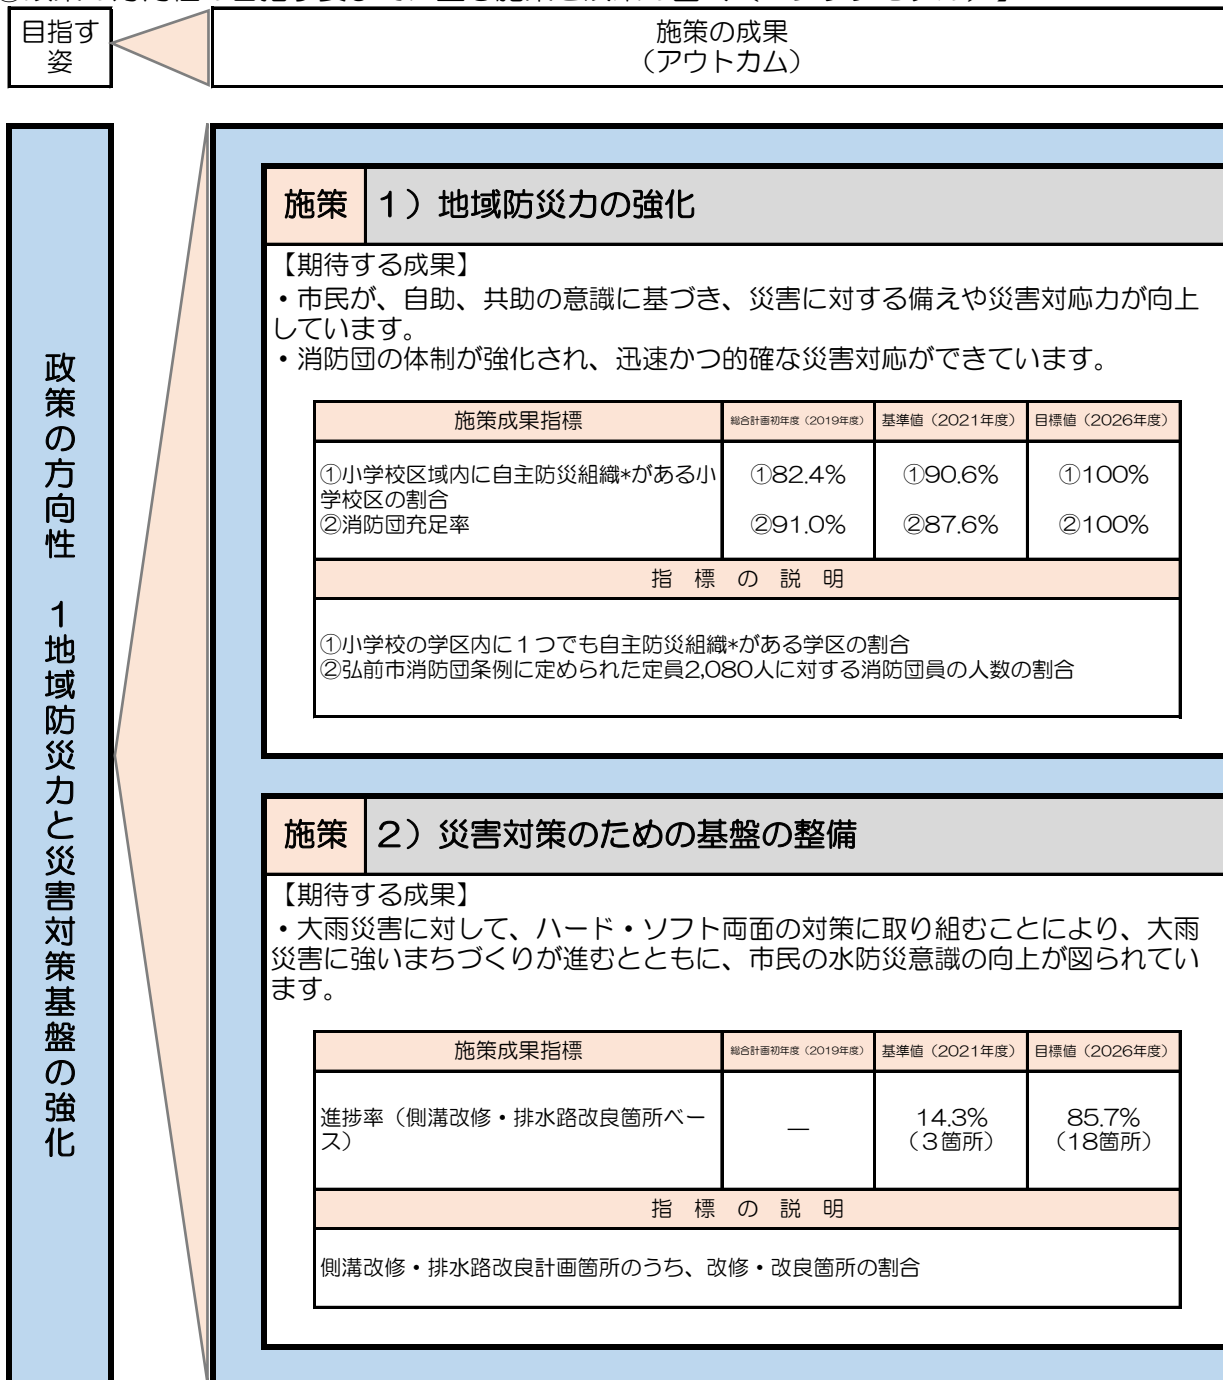 目指す
姿
施策の成果
（アウトカム）
政策の方向性　１地域防災力と災害対策基盤の強化
施策　１）地域防災力の強化
【期待する成果】
・市民が、自助、共助の意識に基づき、災害に対する備えや災害対応力が向上
しています。
・消防団の体制が強化され、迅速かつ的確な災害対応ができています。
施策成果指標　総合計画初年度（2019年度）　基準値（2021年度）　目標値（2026年度）
①小学校区域内に自主防災組織*がある小　①82.4%　①90.6%　①100%
学校区の割合
②消防団充足率　②91.0%　②87.6%　②100%
指　標　の　説　明
①小学校の学区内に１つでも自主防災組織*がある学区の割合
②弘前市消防団条例に定められた定員2,080人に対する消防団員の人数の割合
施策　２）災害対策のための基盤の整備
【期待する成果】
・大雨災害に対して、ハード・ソフト両面の対策に取り組むことにより、大雨
災害に強いまちづくりが進むとともに、市民の水防災意識の向上が図られてい
ます。
施策成果指標　総合計画初年度（2019年度）　基準値（2021年度）　目標値（2026年度）
進捗率（側溝改修・排水路改良箇所ベー　―　14.3%　85.7%
ス）　（３箇所）　（18箇所）
指　標　の　説　明
側溝改修・排水路改良計画箇所のうち、改修・改良箇所の割合